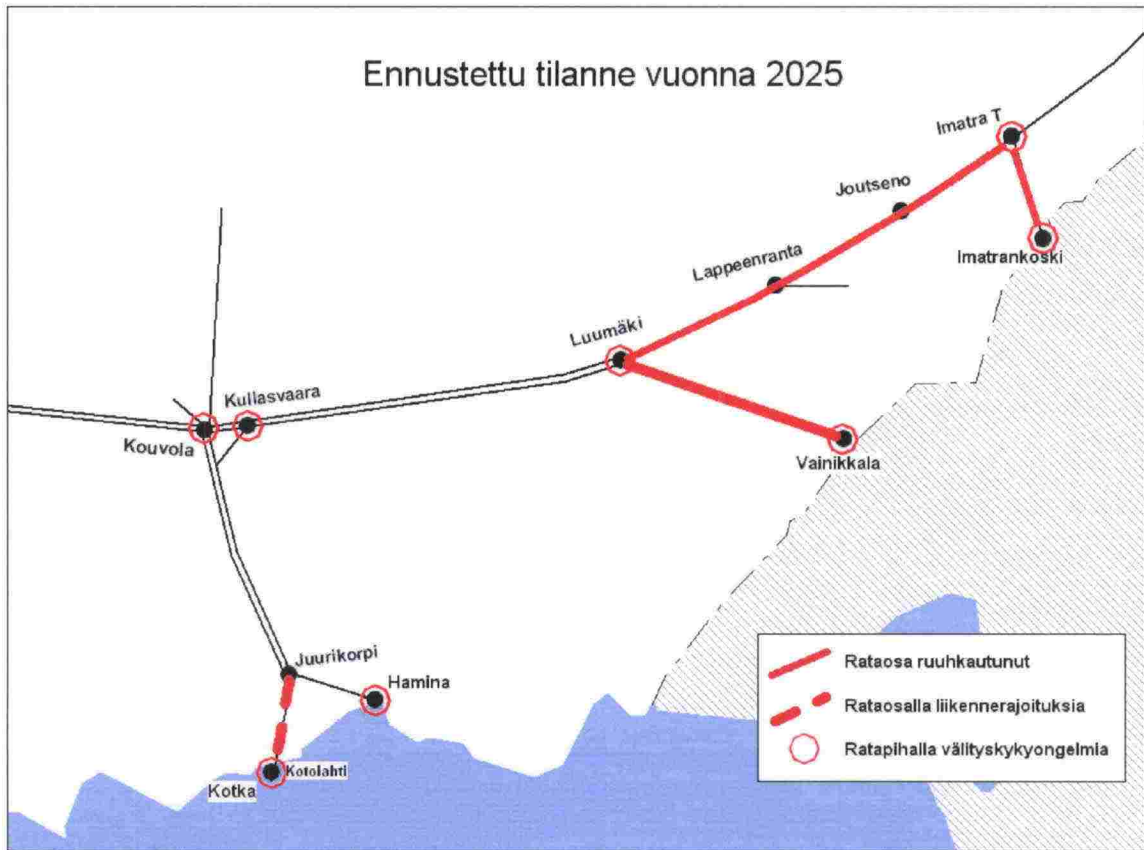 Ennustettu tilanne vuonna 2025
Imatra T
Joutseno
Imatrankoski
Lappeenranta
Luumäki
Kullasvaara
Kouvola
Vainikkala
Juurikorpi
Hamina
Kotolahti
Kotka
Rataosa ruuhkautunut
Rataosalla liikennerajoituksia
Ratapihalla välityskykyongelmia